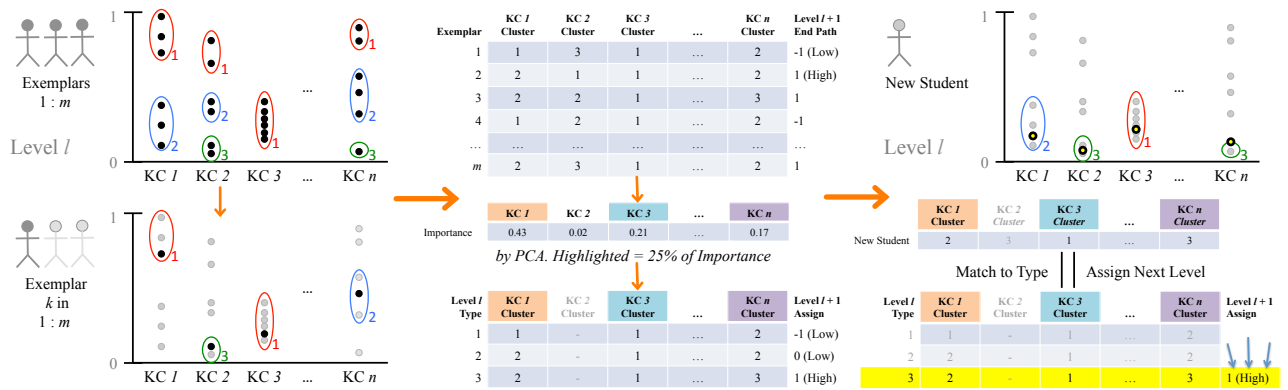 1
1
1
2
2
3
1
...
1
2
3
0
Exemplars
1 : m
Level l
KC 1 KC 2 KC 3 ... KC n
1
1
3
1
...
2
0
Exemplar
k in
1 : m
KC 1 KC 2 KC 3 ... KC n
Exemplar KC 1 Cluster KC 2 Cluster KC 3 Cluster ... KC n Cluster Level l + 1 End Path
1 1 3 1 ... 2 -1 (Low)
2 2 1 1 ... 2 1 (High)
3 2 2 1 ... 3 1
4 1 2 1 ... 2 -1
... ... ... ... ... ...
m 2 3 1 ... 2 1
KC 1 KC 2 KC 3 ... KC n
Importance 0.43 0.02 0.21 ... 0.17
by PCA. Highlighted = 25% of Importance
Level l Type KC 1 Cluster KC 2 Cluster KC 3 Cluster ... KC n Cluster Level l + 1 Assign
1 1 - 1 ... 2 -1 (Low)
2 2 - 1 ... 2 0 (Low)
3 2 - 1 ... 3 1 (High)
1
New Student
Level l
...
2
3
1
3
0
KC 1 KC 2 KC 3 ... KC n
KC 1 Cluster KC 2 Cluster KC 3 Cluster ... KC n Cluster
New Student 2 3 1 ... 3
Match to Type Assign Next Level
Level l Type KC 1 Cluster KC 2 Cluster KC 3 Cluster ... KC n Cluster Level l + 1 Assign
1 1 - 1 ... 2
2 2 - 1 ... 2
3 2 - 1 ... 3 1 (High)